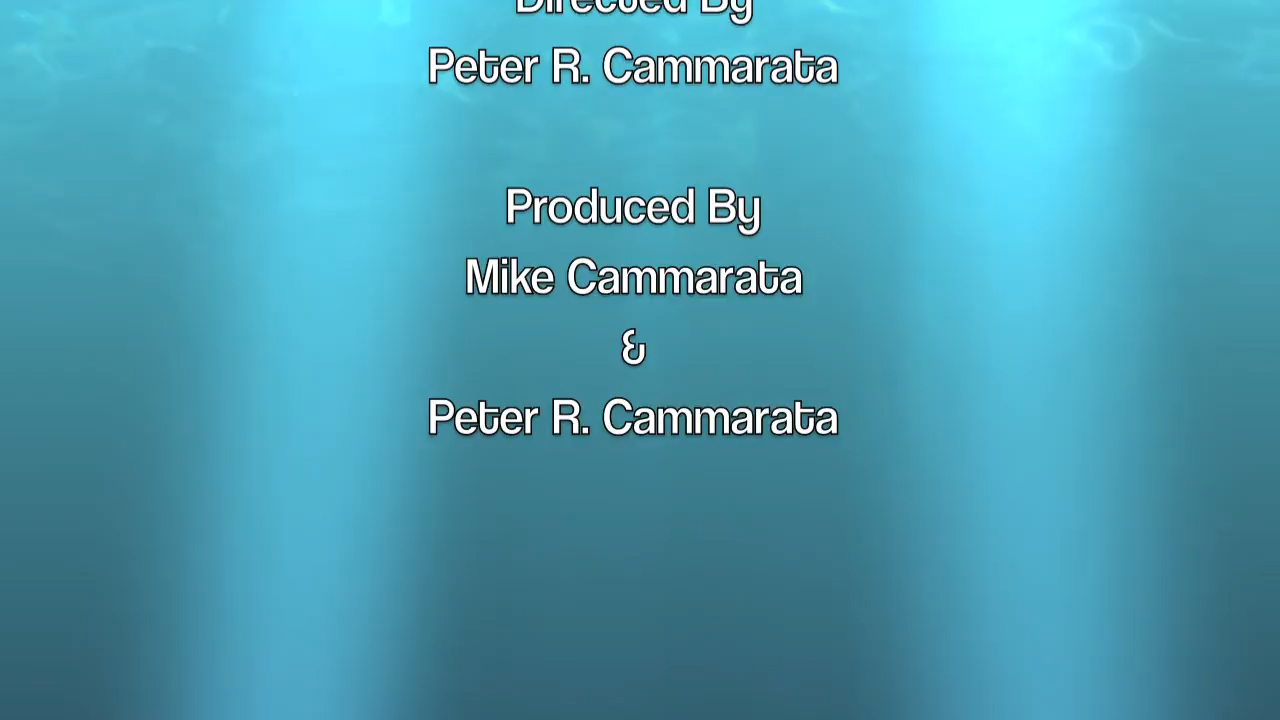 Directed By
Peter R. Cammarata
Produced By
Mike Cammarata
&
Peter R. Cammarata